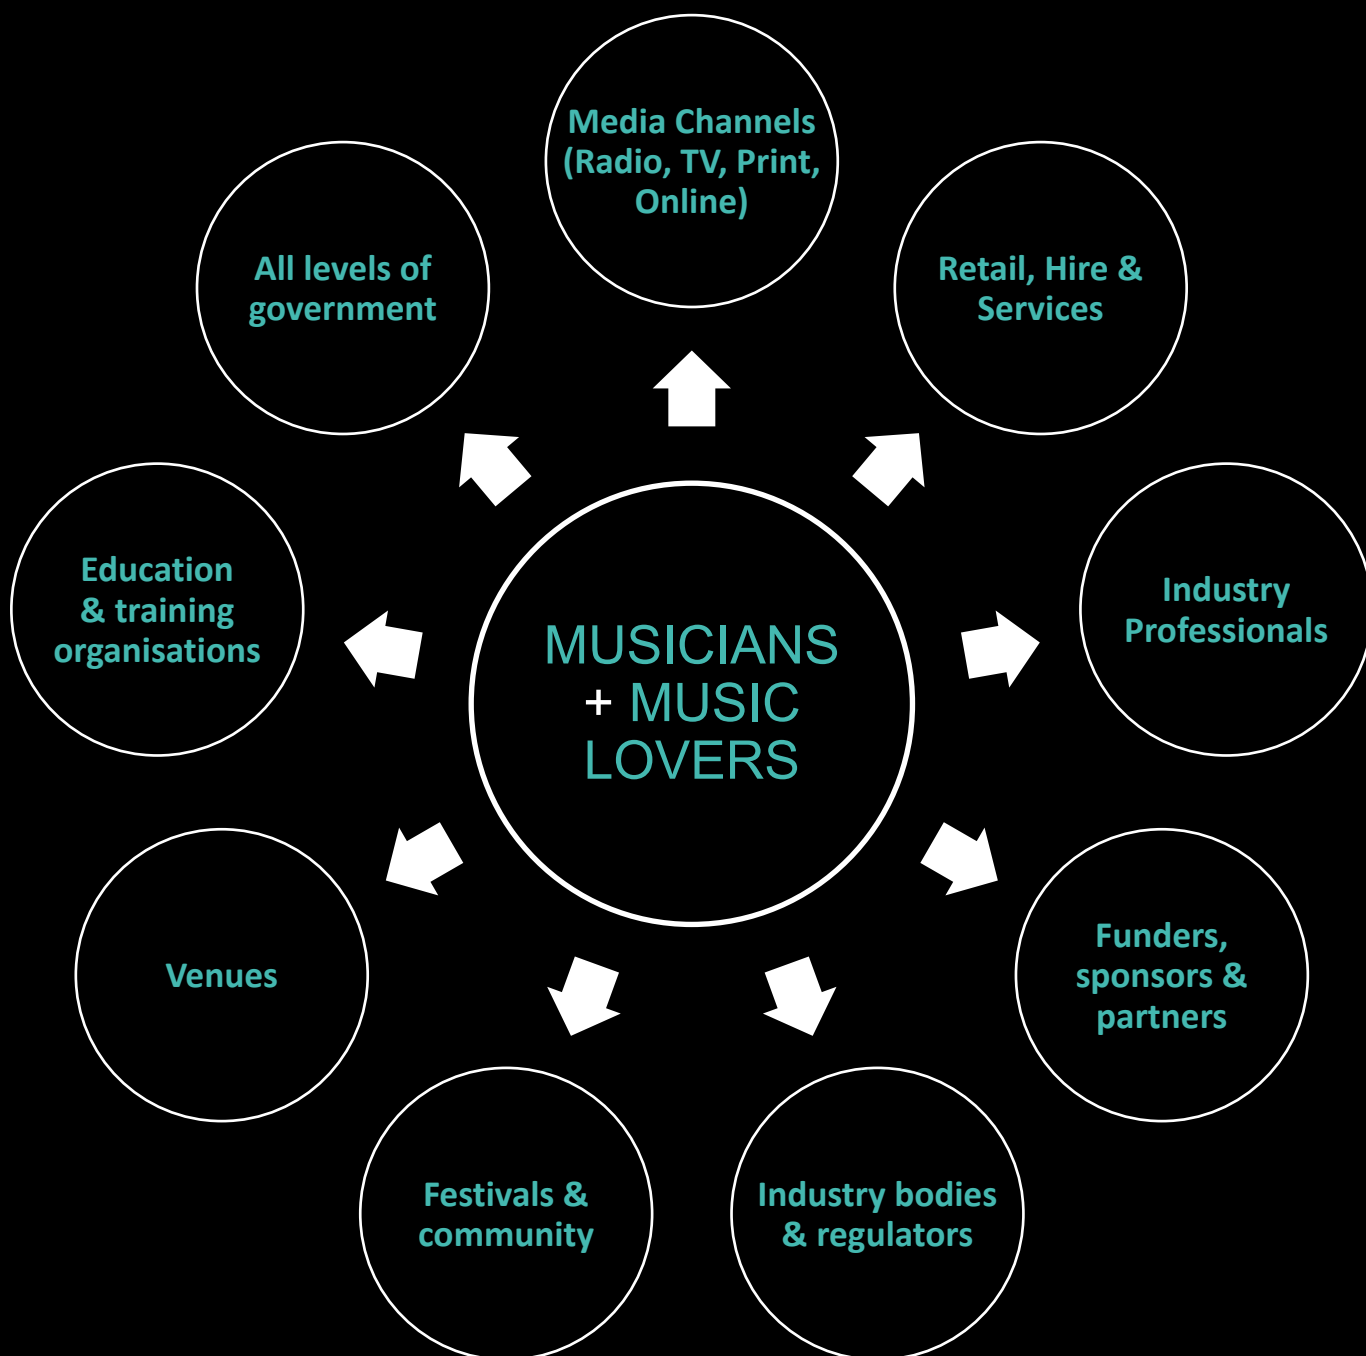 Media Channels
(Radio, TV, Print,
Online)
Retail, Hire &
Services
Industry
Professionals
Funders,
sponsors &
partners
Industry bodies
& regulators
Festivals &
community
Venues
Education
& training
organisations
All levels of
government
MUSICIANS
+ MUSIC
LOVERS